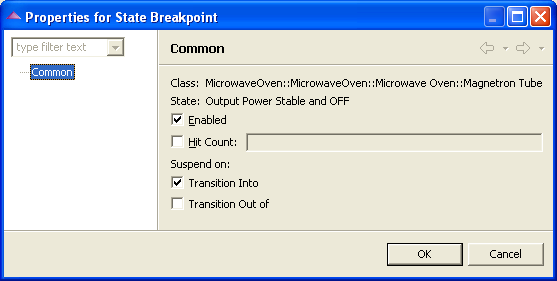 Properties for State Breakpoint
type filter text
Common
Common
Class: MicrowaveOven::MicrowaveOven::Microwave Oven::Magnetron Tube
State: Output Power Stable and OFF
Enabled
Hit Count:
Suspend on:
Transition Into
Transition Out of
OK
Cancel